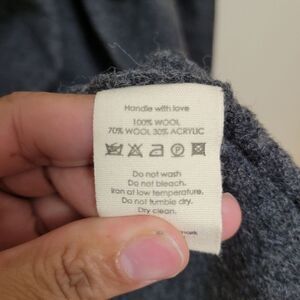 Handle with love
100% WOOL
70% WOOL 30% ACRYLIC
Do not wash
Do not bleach.
Iron at low temperature.
Do not tumble dry.
Dry clean.